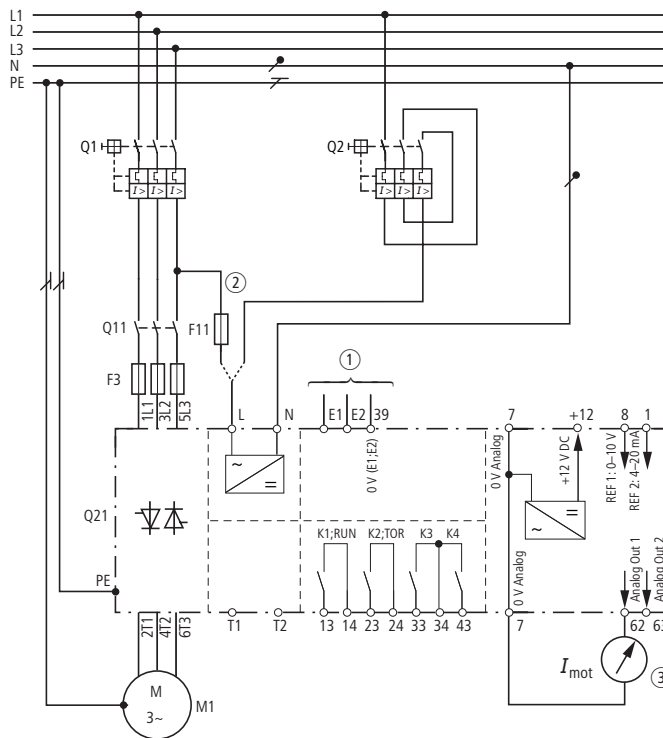 L1
L2
L3
N
PE
Q1
I> I> I>
Q2
I> I> I>
2
Q11
F11
F3
1
1L1
3L2
5L3
L
N
E1
E2
39
7
+12
8
1
0 V (E1;E2)
0 V Analog
+12 V DC
REF 1: 0–10 V
REF 2: 4–20 mA
~
=
=
~
Q21
K1;RUN
K2;TOR
K3
K4
0 V Analog
Analog Out 1
Analog Out 2
PE
2T1
4T2
6T3
T1
T2
13
14
23
24
33
34
43
7
62
63
M
3~
M1
Imot
3